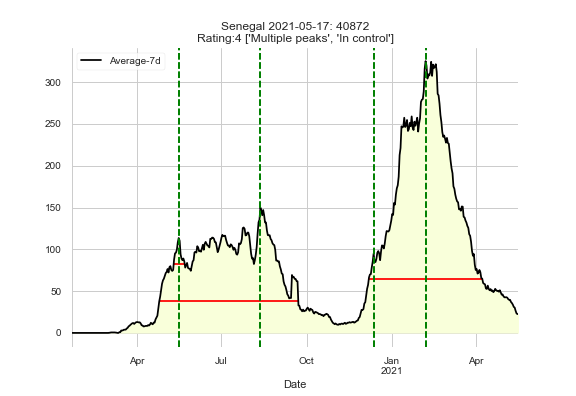 Senegal 2021-05-17: 40872
Rating:4 ['Multiple peaks', 'In control']
Average-7d
300
250
200
150
100
50
0
Apr
Jul
Oct
Jan
2021
Apr
Date